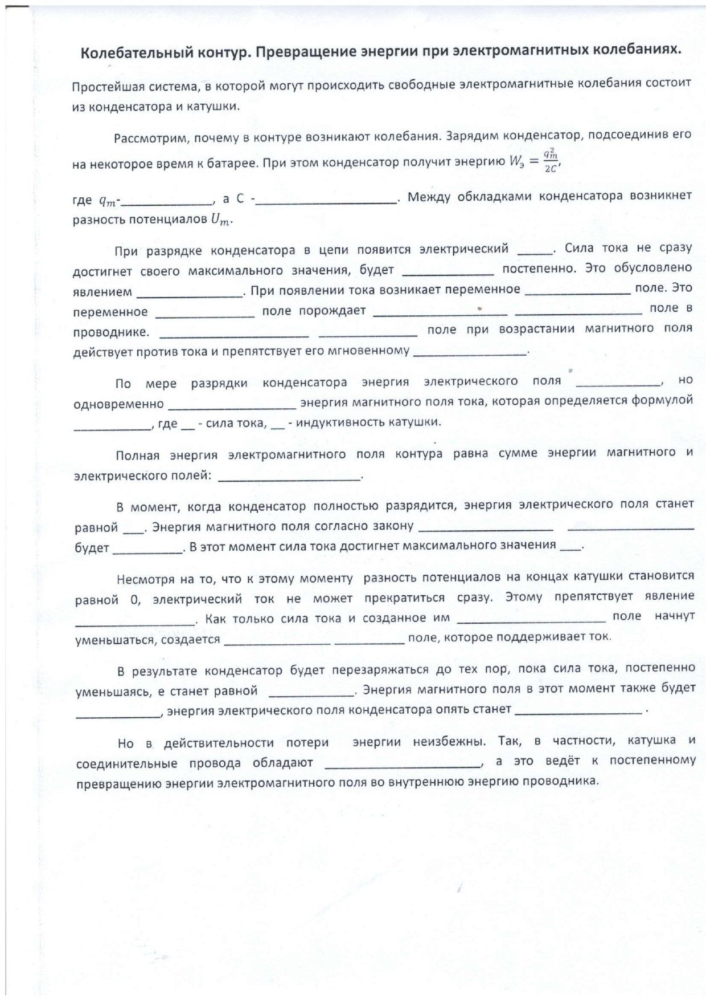 Колебательный контур. Превращение энергии при электромагнитных колебаниях.
Простейшая система, в которой могут происходить свободные электромагнитные колебания состоит
из конденсатора и катушки.
Рассмотрим, почему в контуре возникают колебания. Зарядим конденсатор, подсоединив его
на некоторое время к батарее. При этом конденсатор получит энергию $W_э = \frac{q_m^2}{2C}$,
где $q_m$-_____________, а С -____________________. Между обкладками конденсатора возникнет
разность потенциалов $U_m$.
При разрядке конденсатора в цепи появится электрический _____. Сила тока не сразу
достигнет своего максимального значения, будет _____________ постепенно. Это обусловлено
явлением _______________. При появлении тока возникает переменное _______________ поле. Это
переменное ______________ поле порождает ___________________ __________________ поле в
проводнике. _____________________ ______________ поле при возрастании магнитного поля
действует против тока и препятствует его мгновенному ________________.
По мере разрядки конденсатора энергия электрического поля ____________, но
одновременно __________________ энергия магнитного поля тока, которая определяется формулой
___________, где __ - сила тока, __ - индуктивность катушки.
Полная энергия электромагнитного поля контура равна сумме энергии магнитного и
электрического полей: ____________________.
В момент, когда конденсатор полностью разрядится, энергия электрического поля станет
равной ___. Энергия магнитного поля согласно закону ___________________ __________________
будет __________. В этот момент сила тока достигнет максимального значения ___.
Несмотря на то, что к этому моменту разность потенциалов на концах катушки становится
равной 0, электрический ток не может прекратиться сразу. Этому препятствует явление
_________________. Как только сила тока и созданное им _____________________ поле начнут
уменьшаться, создается _______________ __________ поле, которое поддерживает ток.
В результате конденсатор будет перезаряжаться до тех пор, пока сила тока, постепенно
уменьшаясь, е станет равной ____________. Энергия магнитного поля в этот момент также будет
____________, энергия электрического поля конденсатора опять станет __________________ .
Но в действительности потери энергии неизбежны. Так, в частности, катушка и
соединительные провода обладают ______________________, а это ведёт к постепенному
превращению энергии электромагнитного поля во внутреннюю энергию проводника.